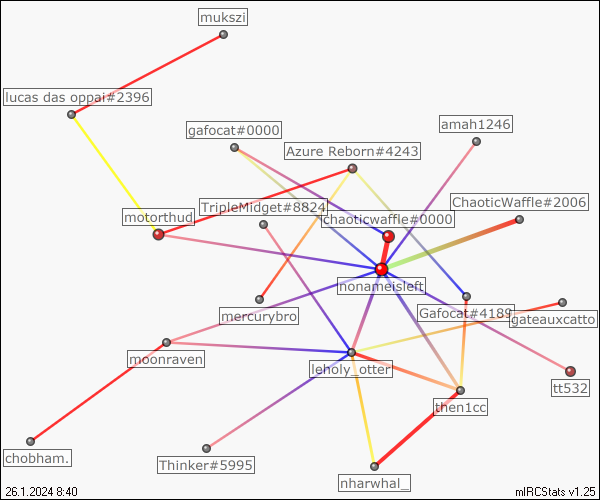 mukszi
lucas das oppai#2396
gafocat#0000
amah1246
Azure Reborn#4243
ChaoticWaffle#2006
TripleMidget#8824
motorthud
chaoticwaffle#0000
nonameisleft
mercurybro
Gafocat#4189
gateauxcatto
moonraven
leholy_otter
tt532
then1cc
chobham.
Thinker#5995
nharwhal_
26.1.2024 8:40
mIRCStats v1.25